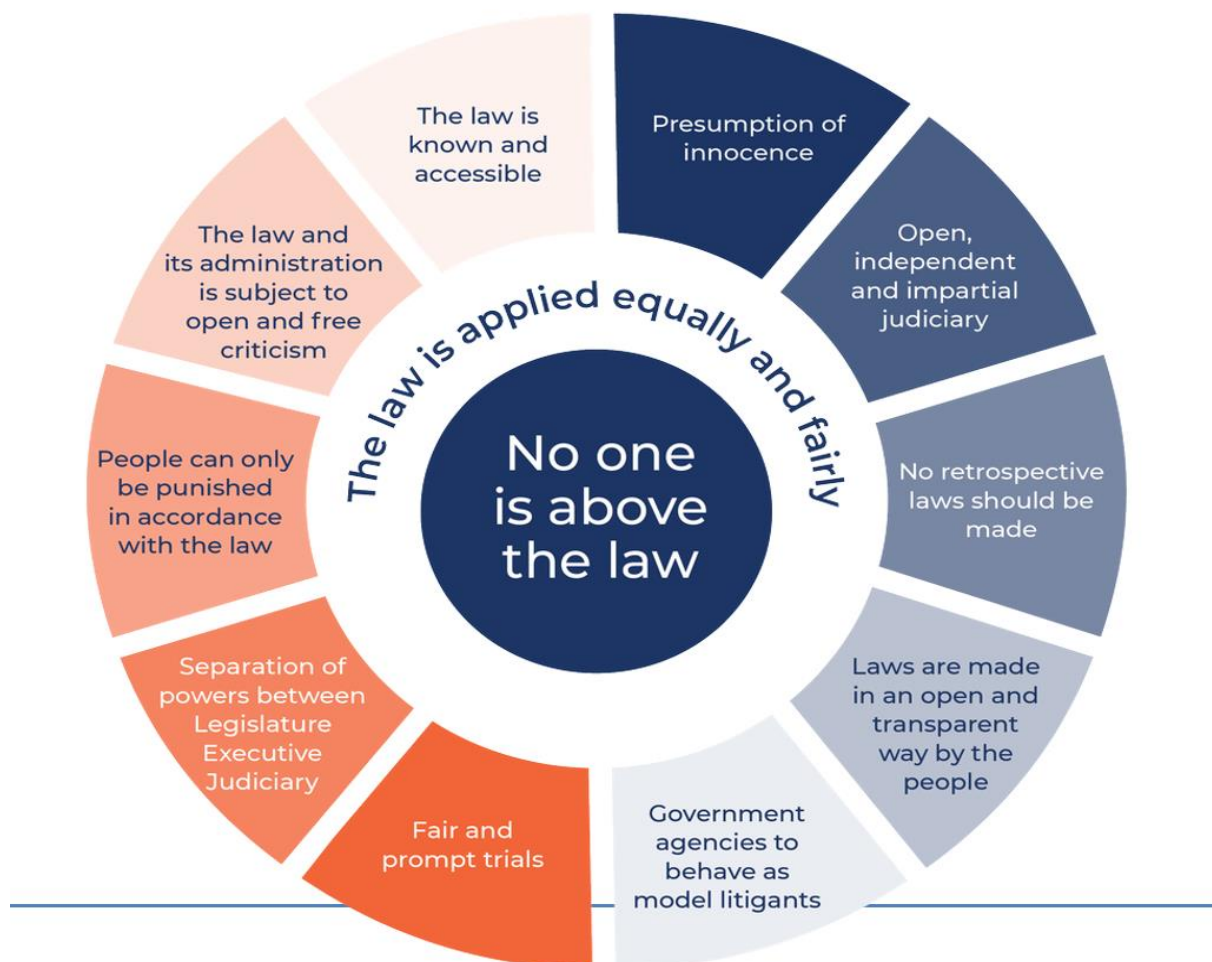 No one
is above
the law
The law is applied equally and fairly
Presumption of
innocence
Open,
independent
and impartial
judiciary
No retrospective
laws should be
made
Laws are made
in an open and
transparent
way by the
people
Government
agencies to
behave as
model litigants
Fair and
prompt trials
Separation of
powers between
Legislature
Executive
Judiciary
People can only
be punished
in accordance
with the law
The law and
its administration
is subject to
open and free
criticism
The law is
known and
accessible